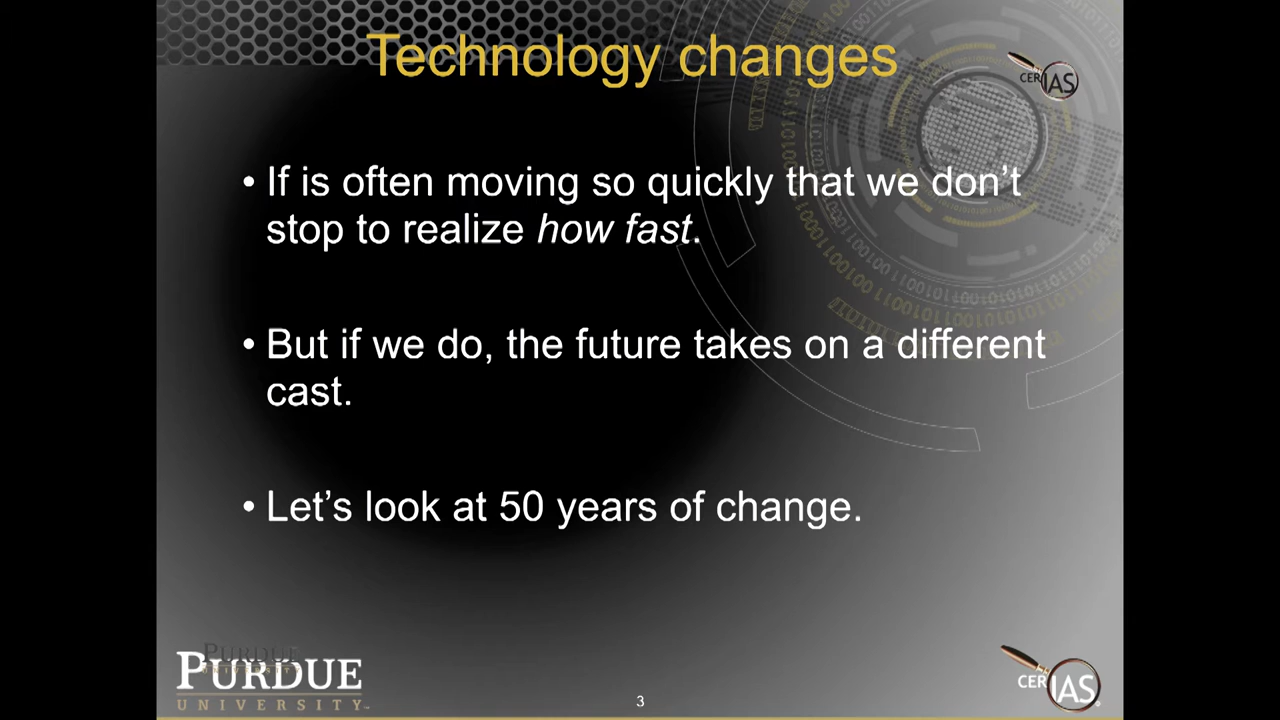 Technology changes
CERIAS
• If is often moving so quickly that we don't
stop to realize how fast.
• But if we do, the future takes on a different
cast.
• Let's look at 50 years of change.
PURDUE
UNIVERSITY
PURDUE
UNIVERSITY™
3
CERIAS®